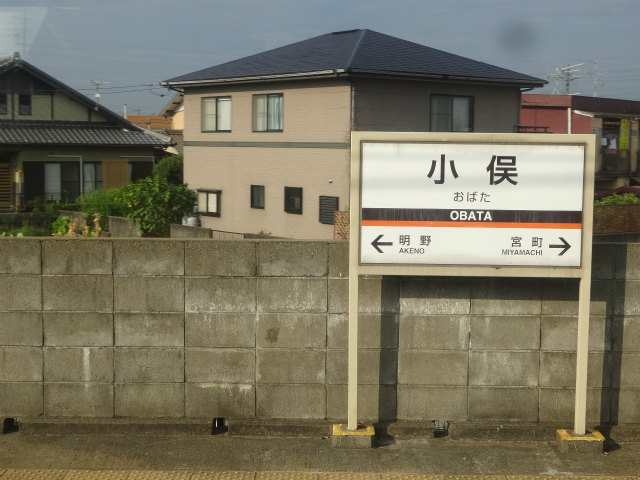 小俣
おばた
OBATA
← 明野 宮町 →
AKENO MIYAMACHI